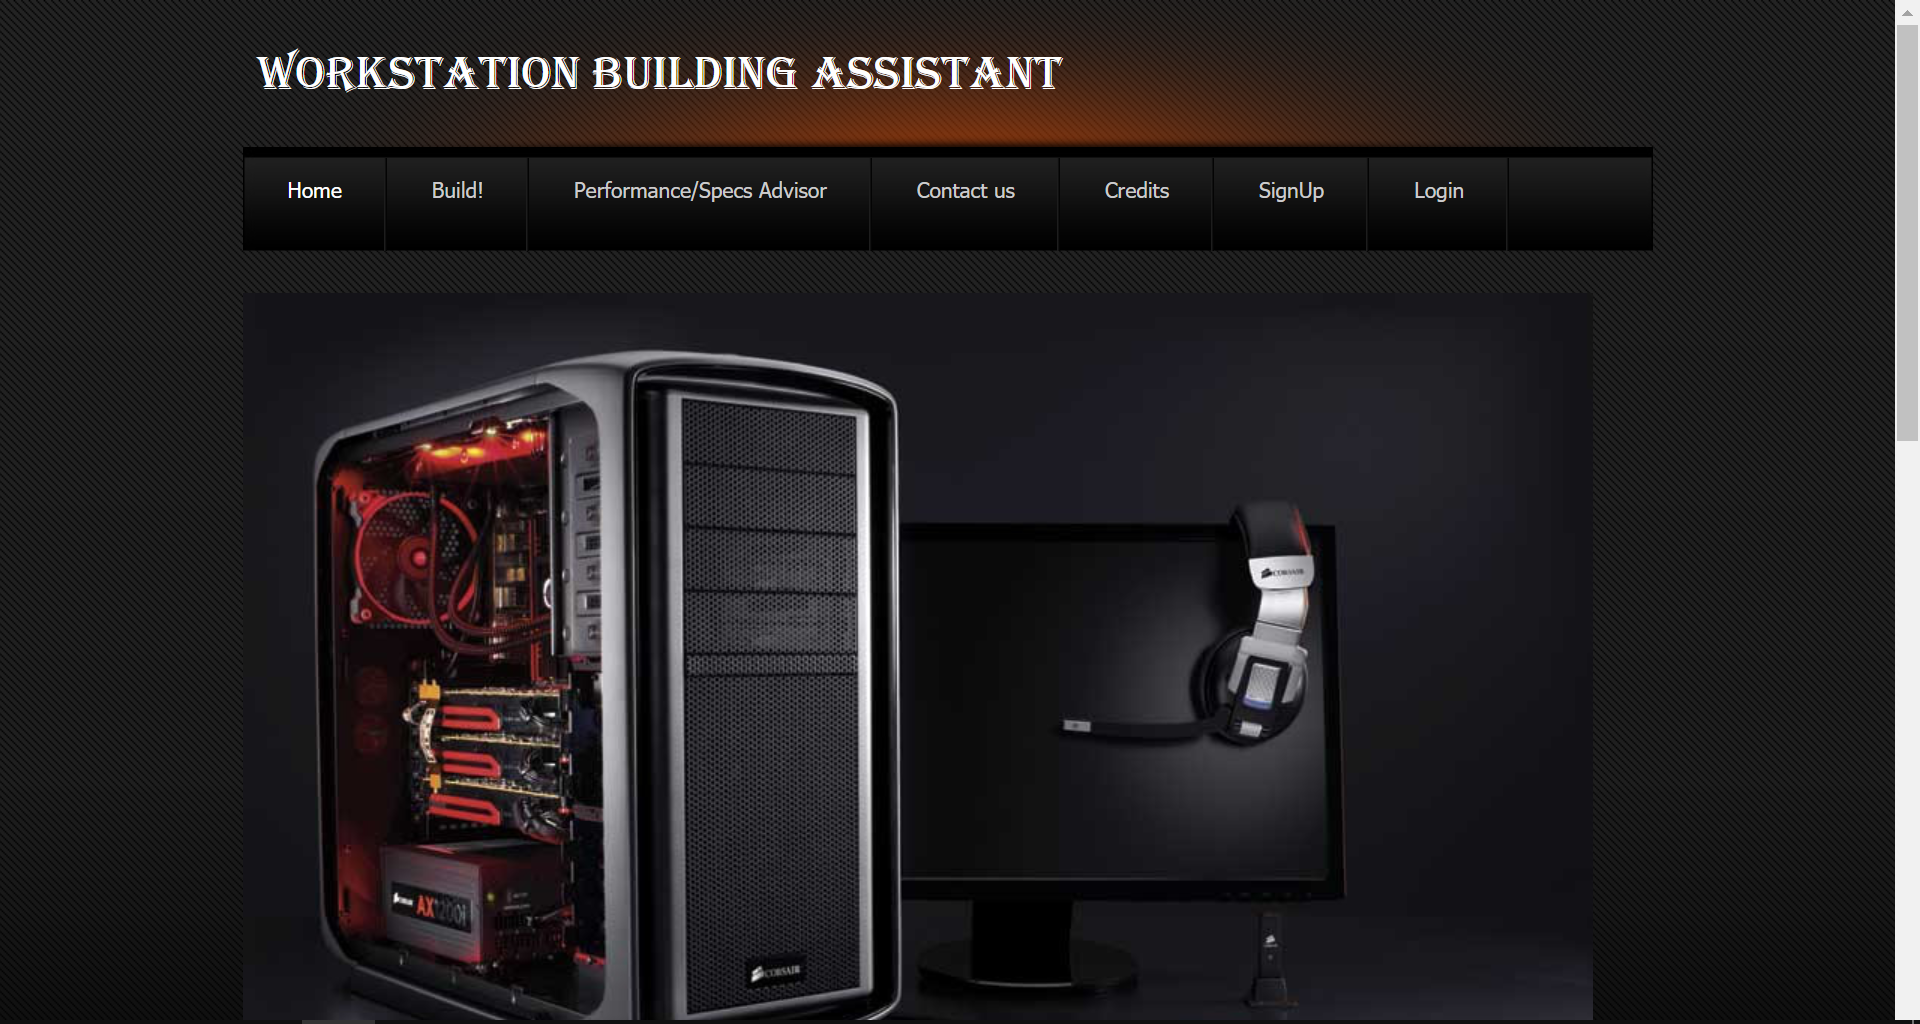 WORKSTATION BUILDING ASSISTANT
Home Build! Performance/Specs Advisor Contact us Credits SignUp Login
CORSAIR
CORSAIR AX1200i
CORSAIR